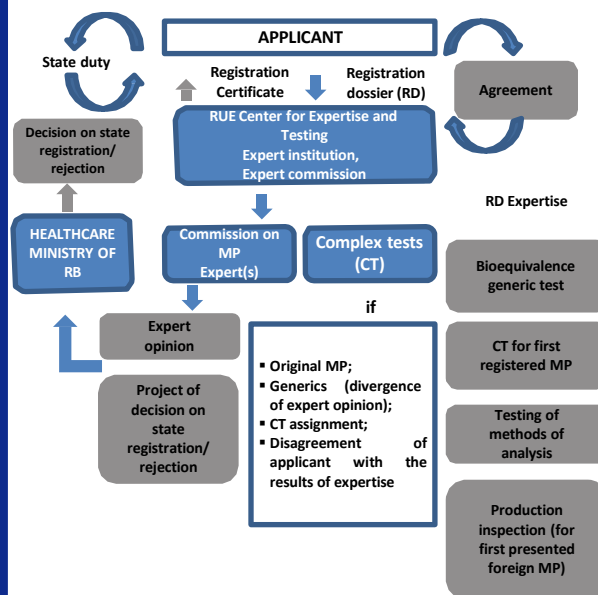 APPLICANT
State duty
Registration
Certificate
Registration
dossier (RD)
Agreement
RUE Center for Expertise and
Testing
Expert institution,
Expert commission
Decision on state
registration/
rejection
RD Expertise
HEALTHCARE
MINISTRY OF
RB
Commission on
MP
Expert(s)
Complex tests
(CT)
Bioequivalence
generic test
if
Expert
opinion
▪ Original MP;
▪ Generics (divergence
of expert opinion);
▪ CT assignment;
▪ Disagreement of
applicant with the
results of expertise
CT for first
registered MP
Project of
decision on
state
registration/
rejection
Testing
of methods of
analysis
Production
inspection (for
first presented
foreign MP)